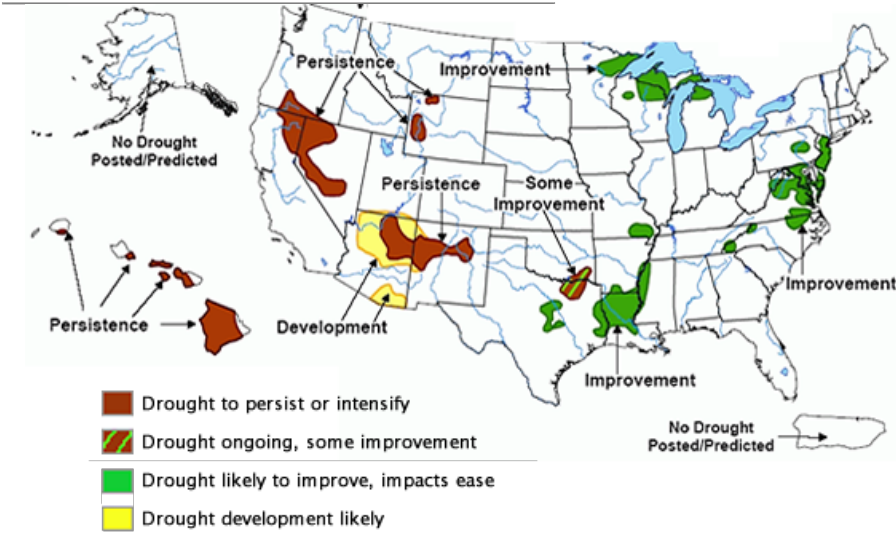 Persistence
Improvement
No Drought
Posted/Predicted
Persistence
Some
Improvement
Improvement
Persistence
Development
Improvement
No Drought
Posted/Predicted
Drought to persist or intensify
Drought ongoing, some improvement
Drought likely to improve, impacts ease
Drought development likely